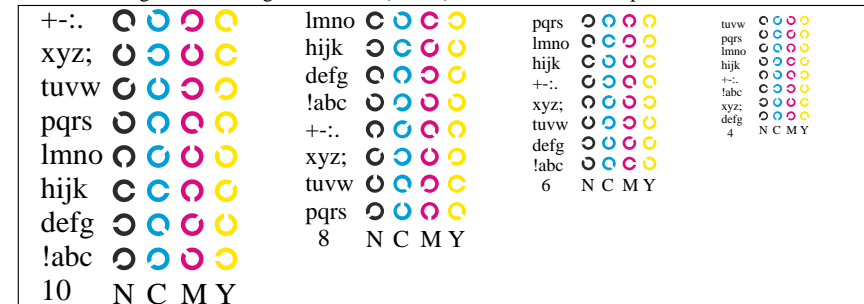 +-:.
xyz;
tuvw
pqrs
lmno
hijk
defg
!abc
10 N C M Y
lmno
hijk
defg
!abc
+-:.
xyz;
tuvw
pqrs
8 N C M Y
pqrs
lmno
hijk
+-:.
xyz;
tuvw
defg
!abc
6 N C M Y
tuvw
pqrs
lmno
hijk
+-:.
!abc
xyz;
defg
4 N C M Y